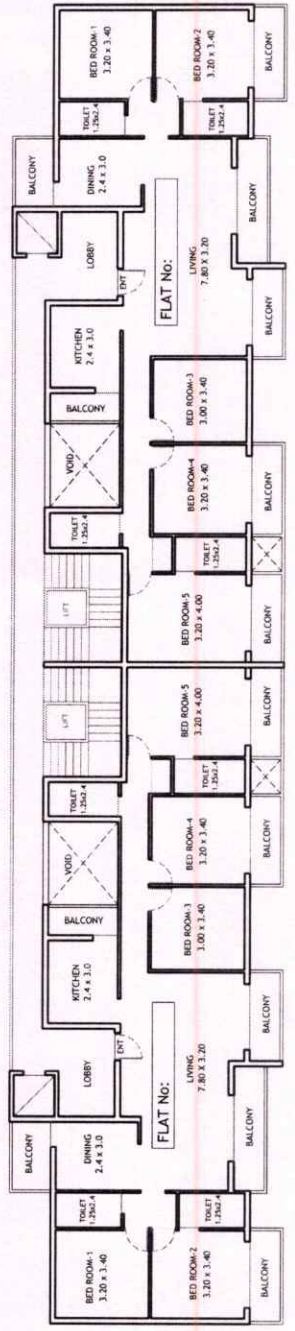 BED ROOM-1
3.20 x 3.40
BED ROOM-2
3.20 x 3.40
BALCONY
TOILET
1.25x2.4
TOILET
1.25x2.4
BALCONY
DINING
2.4 x 3.0
BALCONY
LOBBY
ENT
FLAT No:
LIVING
7.80 X 3.20
BALCONY
KITCHEN
2.4 x 3.0
BALCONY
VOID
BED ROOM-3
3.00 x 3.40
BED ROOM-4
3.20 x 3.40
BALCONY
TOILET
1.25x2.4
TOILET
1.25x2.4
LIFT
BED ROOM-5
3.20 x 4.00
BALCONY
LIFT
BED ROOM-5
3.20 x 4.00
BALCONY
TOILET
1.25x2.4
TOILET
1.25x2.4
VOID
BED ROOM-4
3.20 x 3.40
BALCONY
BALCONY
BED ROOM-3
3.00 x 3.40
KITCHEN
2.4 x 3.0
LOBBY
ENT
FLAT No:
LIVING
7.80 X 3.20
BALCONY
BALCONY
DINING
2.4 x 3.0
BALCONY
TOILET
1.25x2.4
TOILET
1.25x2.4
BED ROOM-1
3.20 x 3.40
BED ROOM-2
3.20 x 3.40
BALCONY